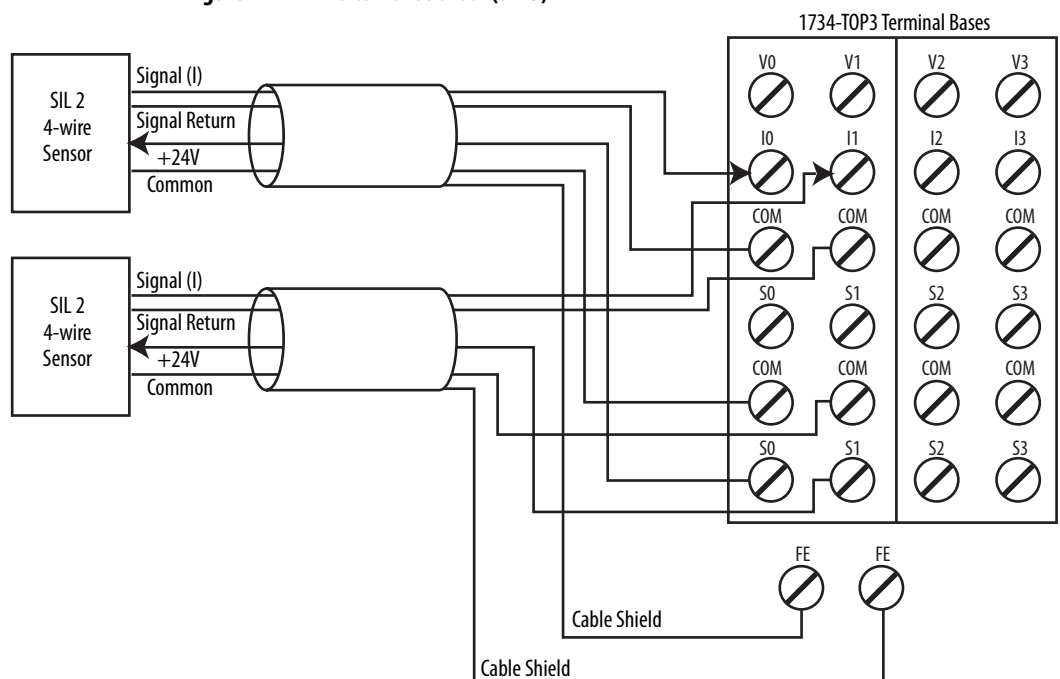 1734-TOP3 Terminal Bases
SIL 2
4-wire
Sensor
Signal (I)
Signal Return
+24V
Common
SIL 2
4-wire
Sensor
Signal (I)
Signal Return
+24V
Common
V0 V1 V2 V3
I0 I1 I2 I3
COM COM COM COM
S0 S1 S2 S3
COM COM COM COM
S0 S1 S2 S3
FE FE
Cable Shield
Cable Shield